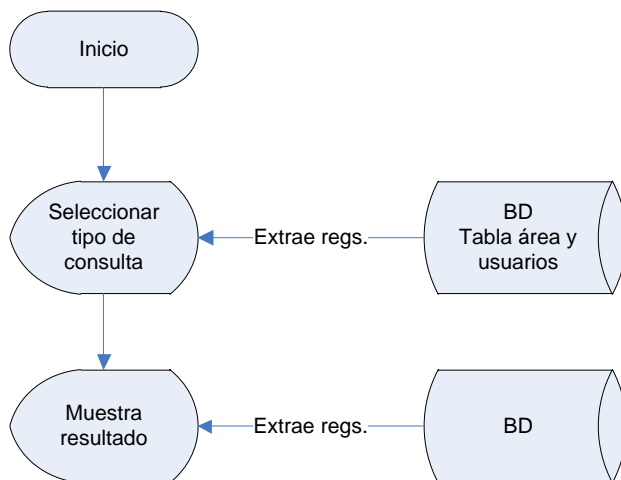 Inicio
Seleccionar
tipo de
consulta
Extrae regs.
BD
Tabla área y
usuarios
Muestra
resultado
Extrae regs.
BD